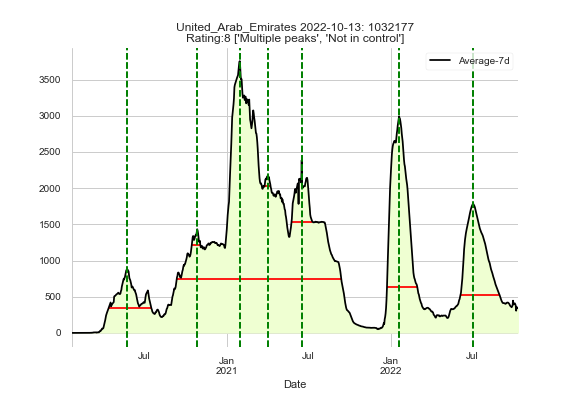 United_Arab_Emirates 2022-10-13: 1032177
Rating:8 ['Multiple peaks', 'Not in control']
Average-7d
3500
3000
2500
2000
1500
1000
500
0
Jul
Jan
2021
Jul
Jan
2022
Jul
Date